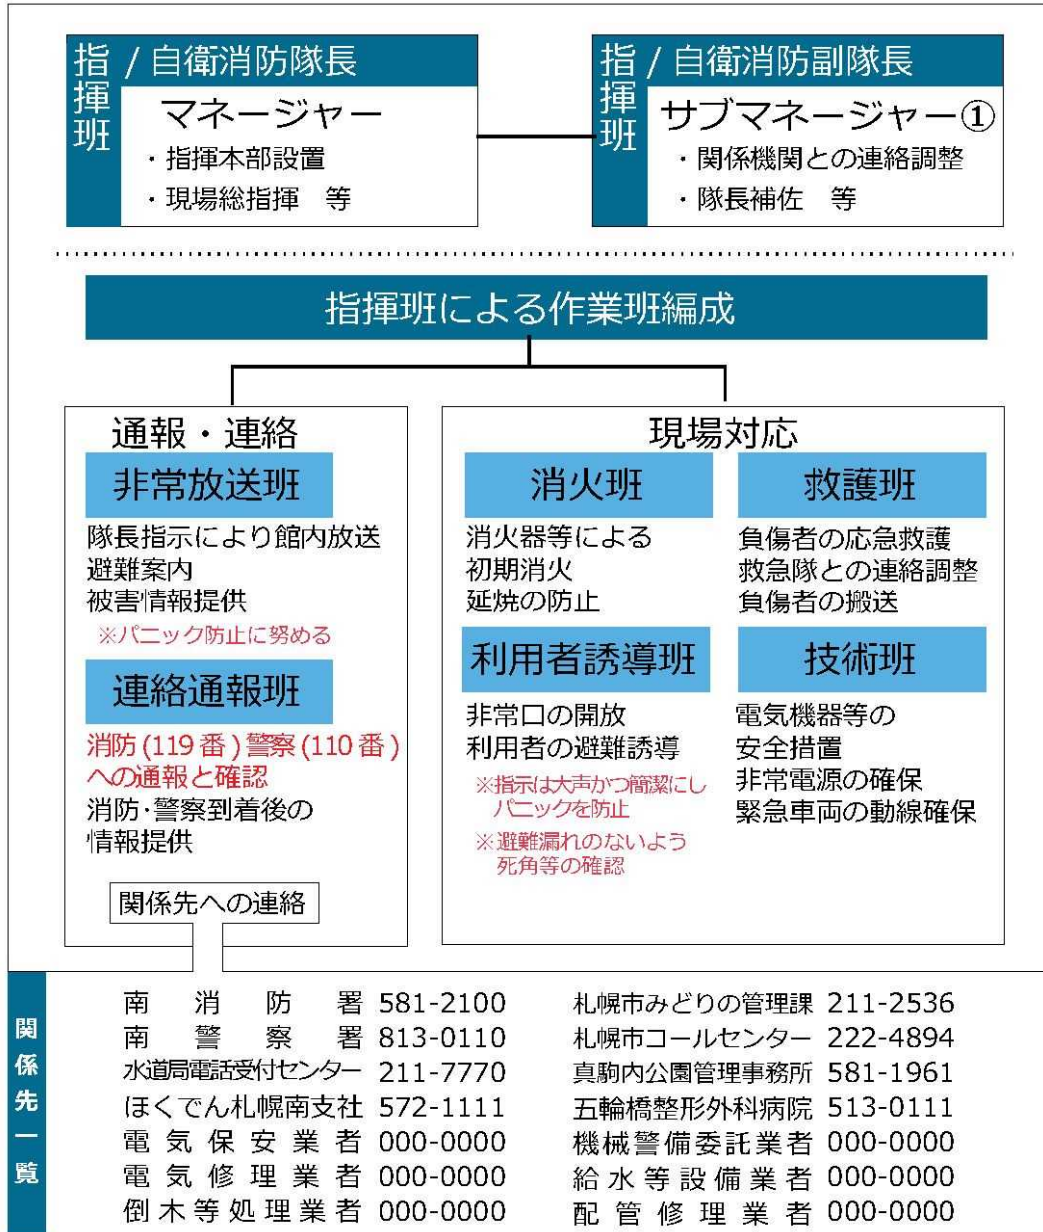 指揮班 / 自衛消防隊長
マネージャー
・指揮本部設置
・現場総指揮 等
指揮班 / 自衛消防副隊長
サブマネージャー①
・関係機関との連絡調整
・隊長補佐 等
指揮班による作業班編成
通報・連絡
非常放送班
隊長指示により館内放送
避難案内
被害情報提供
※パニック防止に努める
連絡通報班
消防(119番)警察(110番)
への通報と確認
消防・警察到着後の
情報提供
関係先への連絡
現場対応
消火班
消火器等による
初期消火
延焼の防止
救護班
負傷者の応急救護
救急隊との連絡調整
負傷者の搬送
利用者誘導班
非常口の開放
利用者の避難誘導
※指示は大声かつ簡潔にし
パニックを防止
※避難漏れのないよう
死角等の確認
技術班
電気機器等の
安全措置
非常電源の確保
緊急車両の動線確保
関係先一覧
南消防署 581-2100
南警察署 813-0110
水道局電話受付センター 211-7770
ほくでん札幌南支社 572-1111
電気保安業者 000-0000
電気修理業者 000-0000
倒木等処理業者 000-0000
札幌市みどりの管理課 211-2536
札幌市コールセンター 222-4894
真駒内公園管理事務所 581-1961
五輪橋整形外科病院 513-0111
機械警備委託業者 000-0000
給水等設備業者 000-0000
配管修理業者 000-0000